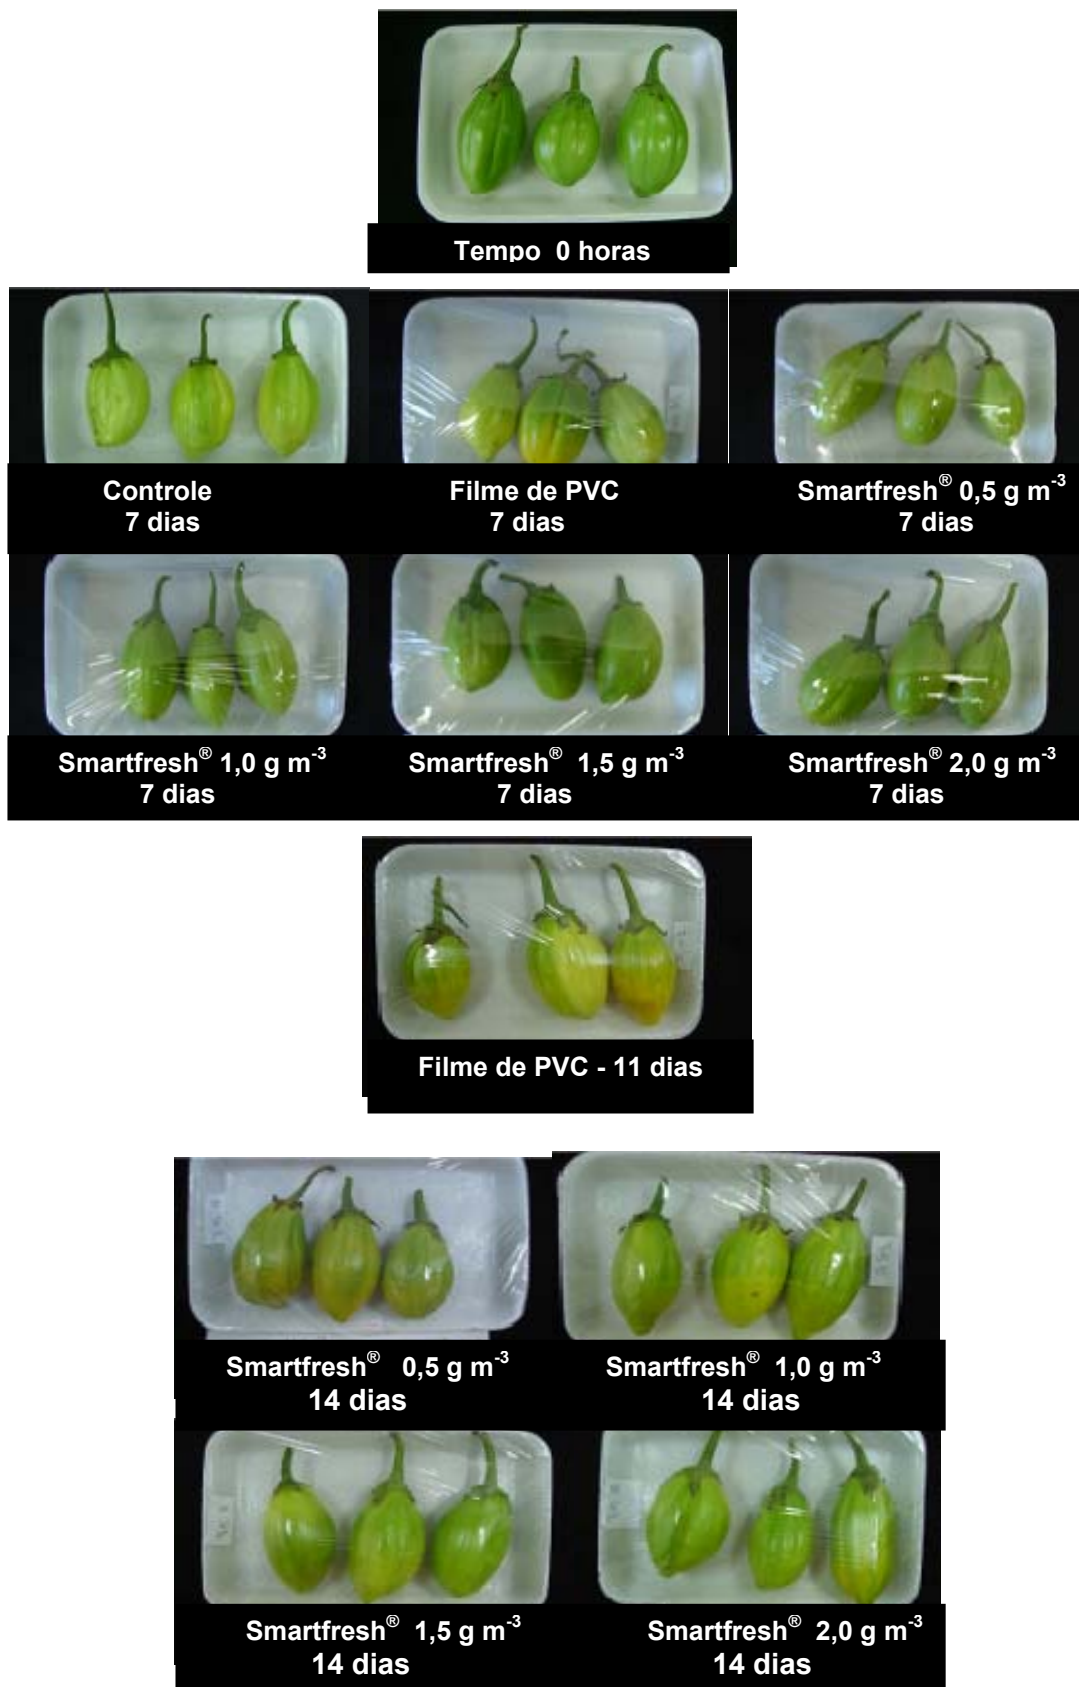 Tempo 0 horas
Controle
7 dias
Filme de PVC
7 dias
Smartfresh® 0,5 g m⁻³
7 dias
Smartfresh® 1,0 g m⁻³
7 dias
Smartfresh® 1,5 g m⁻³
7 dias
Smartfresh® 2,0 g m⁻³
7 dias
Filme de PVC - 11 dias
Smartfresh® 0,5 g m⁻³
14 dias
Smartfresh® 1,0 g m⁻³
14 dias
Smartfresh® 1,5 g m⁻³
14 dias
Smartfresh® 2,0 g m⁻³
14 dias